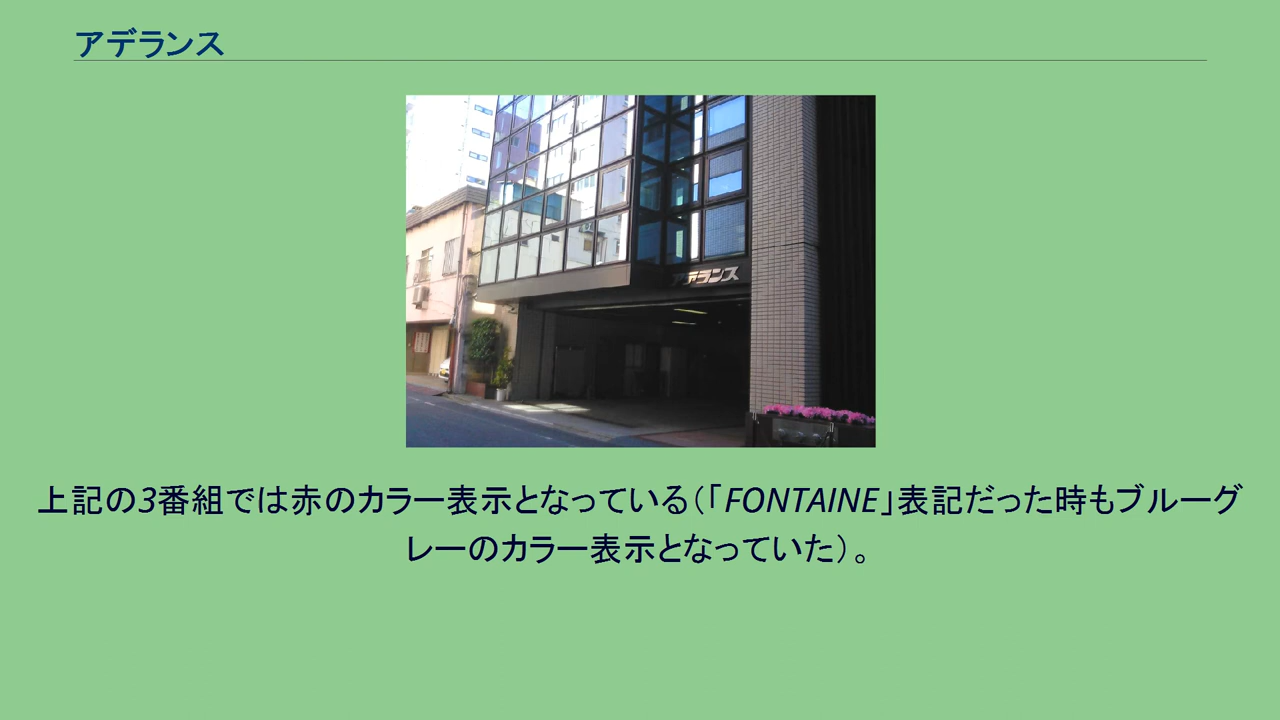 アデランス
アデランス
上記の3番組では赤のカラー表示となっている（「FONTAINE」表記だった時もブルーグ
レーのカラー表示となっていた）。